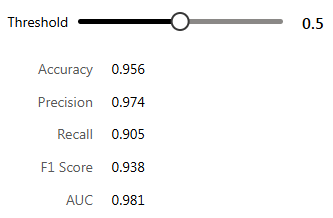 Threshold 0.5
Accuracy 0.956
Precision 0.974
Recall 0.905
F1 Score 0.938
AUC 0.981